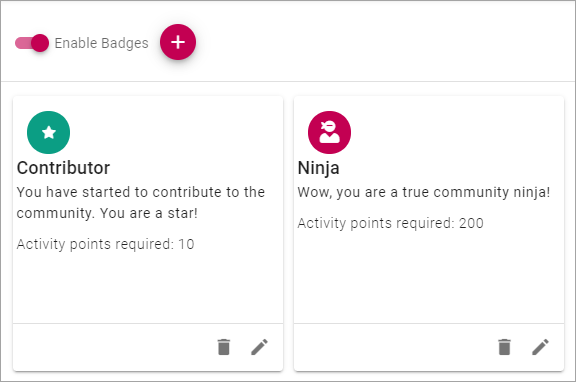 Enable Badges
Contributor
You have started to contribute to the
community. You are a star!
Activity points required: 10
Ninja
Wow, you are a true community ninja!
Activity points required: 200